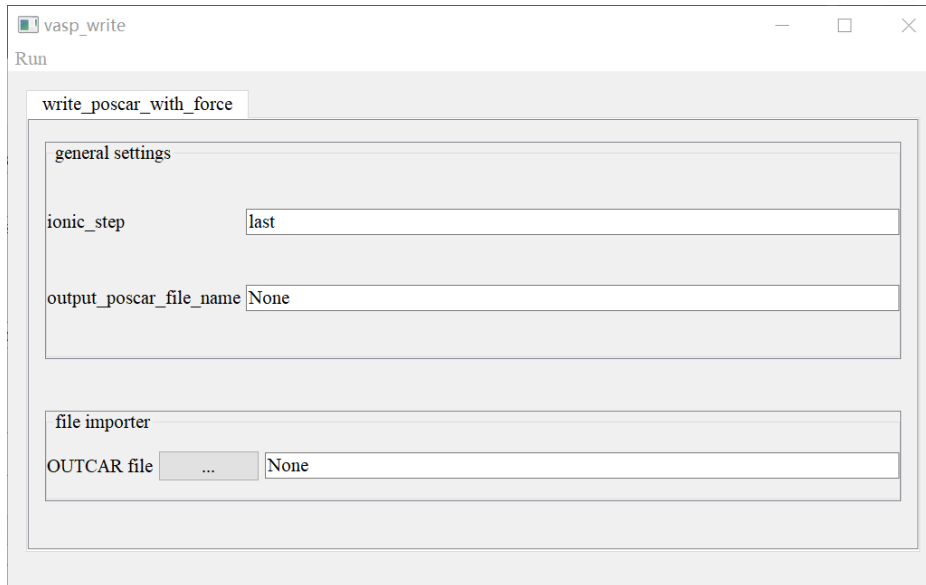 vasp_write
Run
write_poscar_with_force
general settings
ionic_step last
output_poscar_file_name None
file importer
OUTCAR file ... None